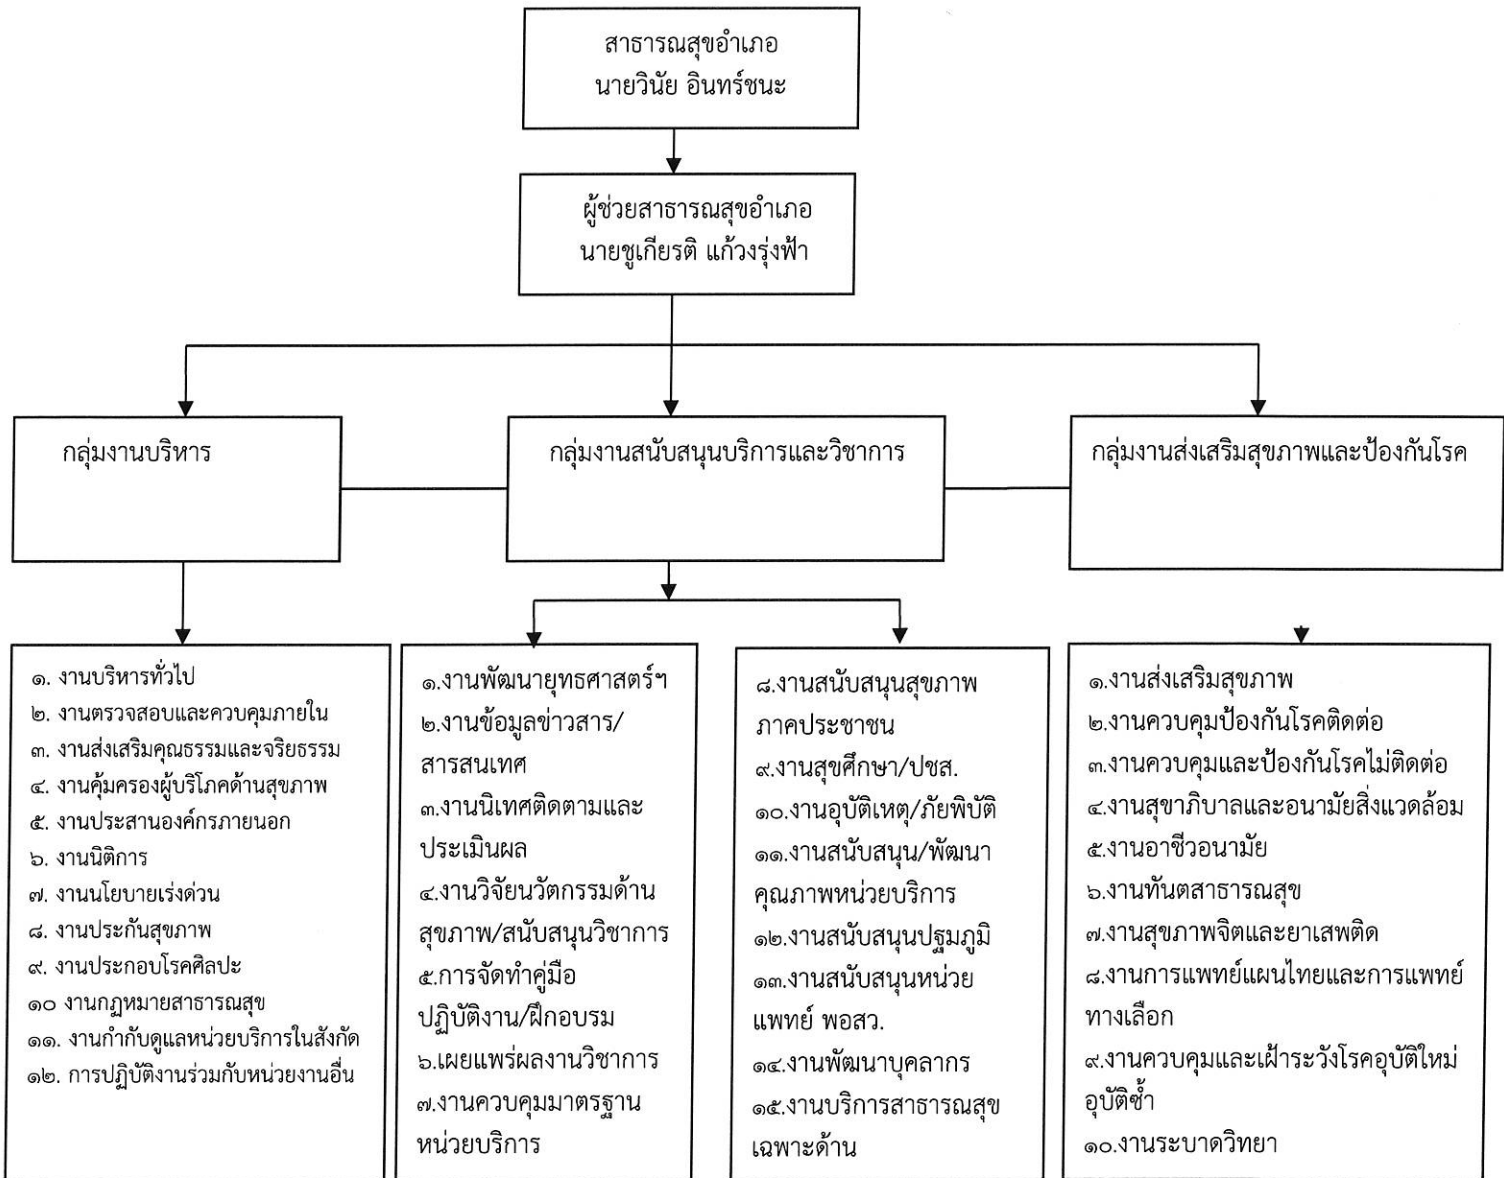 สาธารณสุขอำเภอ
นายวินัย อินทร์ชนะ
ผู้ช่วยสาธารณสุขอำเภอ
นายชูเกียรติ แก้วงรุ่งฟ้า
กลุ่มงานบริหาร
กลุ่มงานสนับสนุนบริการและวิชาการ
กลุ่มงานส่งเสริมสุขภาพและป้องกันโรค
๑. งานบริหารทั่วไป
๒. งานตรวจสอบและควบคุมภายใน
๓. งานส่งเสริมคุณธรรมและจริยธรรม
๔. งานคุ้มครองผู้บริโภคด้านสุขภาพ
๕. งานประสานองค์กรภายนอก
๖. งานนิติการ
๗. งานนโยบายเร่งด่วน
๘. งานประกันสุขภาพ
๙. งานประกอบโรคศิลปะ
๑๐ งานกฎหมายสาธารณสุข
๑๑. งานกำกับดูแลหน่วยบริการในสังกัด
๑๒. การปฏิบัติงานร่วมกับหน่วยงานอื่น
๑.งานพัฒนายุทธศาสตร์ฯ
๒.งานข้อมูลข่าวสาร/
สารสนเทศ
๓.งานนิเทศติดตามและ
ประเมินผล
๔.งานวิจัยนวัตกรรมด้าน
สุขภาพ/สนับสนุนวิชาการ
๕.การจัดทำคู่มือ
ปฏิบัติงาน/ฝึกอบรม
๖.เผยแพร่ผลงานวิชาการ
๗.งานควบคุมมาตรฐาน
หน่วยบริการ
๘.งานสนับสนุนสุขภาพ
ภาคประชาชน
๙.งานสุขศึกษา/ปชส.
๑๐.งานอุบัติเหตุ/ภัยพิบัติ
๑๑.งานสนับสนุน/พัฒนา
คุณภาพหน่วยบริการ
๑๒.งานสนับสนุนปฐมภูมิ
๑๓.งานสนับสนุนหน่วย
แพทย์ พอสว.
๑๔.งานพัฒนาบุคลากร
๑๕.งานบริการสาธารณสุข
เฉพาะด้าน
๑.งานส่งเสริมสุขภาพ
๒.งานควบคุมป้องกันโรคติดต่อ
๓.งานควบคุมและป้องกันโรคไม่ติดต่อ
๔.งานสุขาภิบาลและอนามัยสิ่งแวดล้อม
๕.งานอาชีวอนามัย
๖.งานทันตสาธารณสุข
๗.งานสุขภาพจิตและยาเสพติด
๘.งานการแพทย์แผนไทยและการแพทย์
ทางเลือก
๙.งานควบคุมและเฝ้าระวังโรคอุบัติใหม่
อุบัติซ้ำ
๑๐.งานระบาดวิทยา